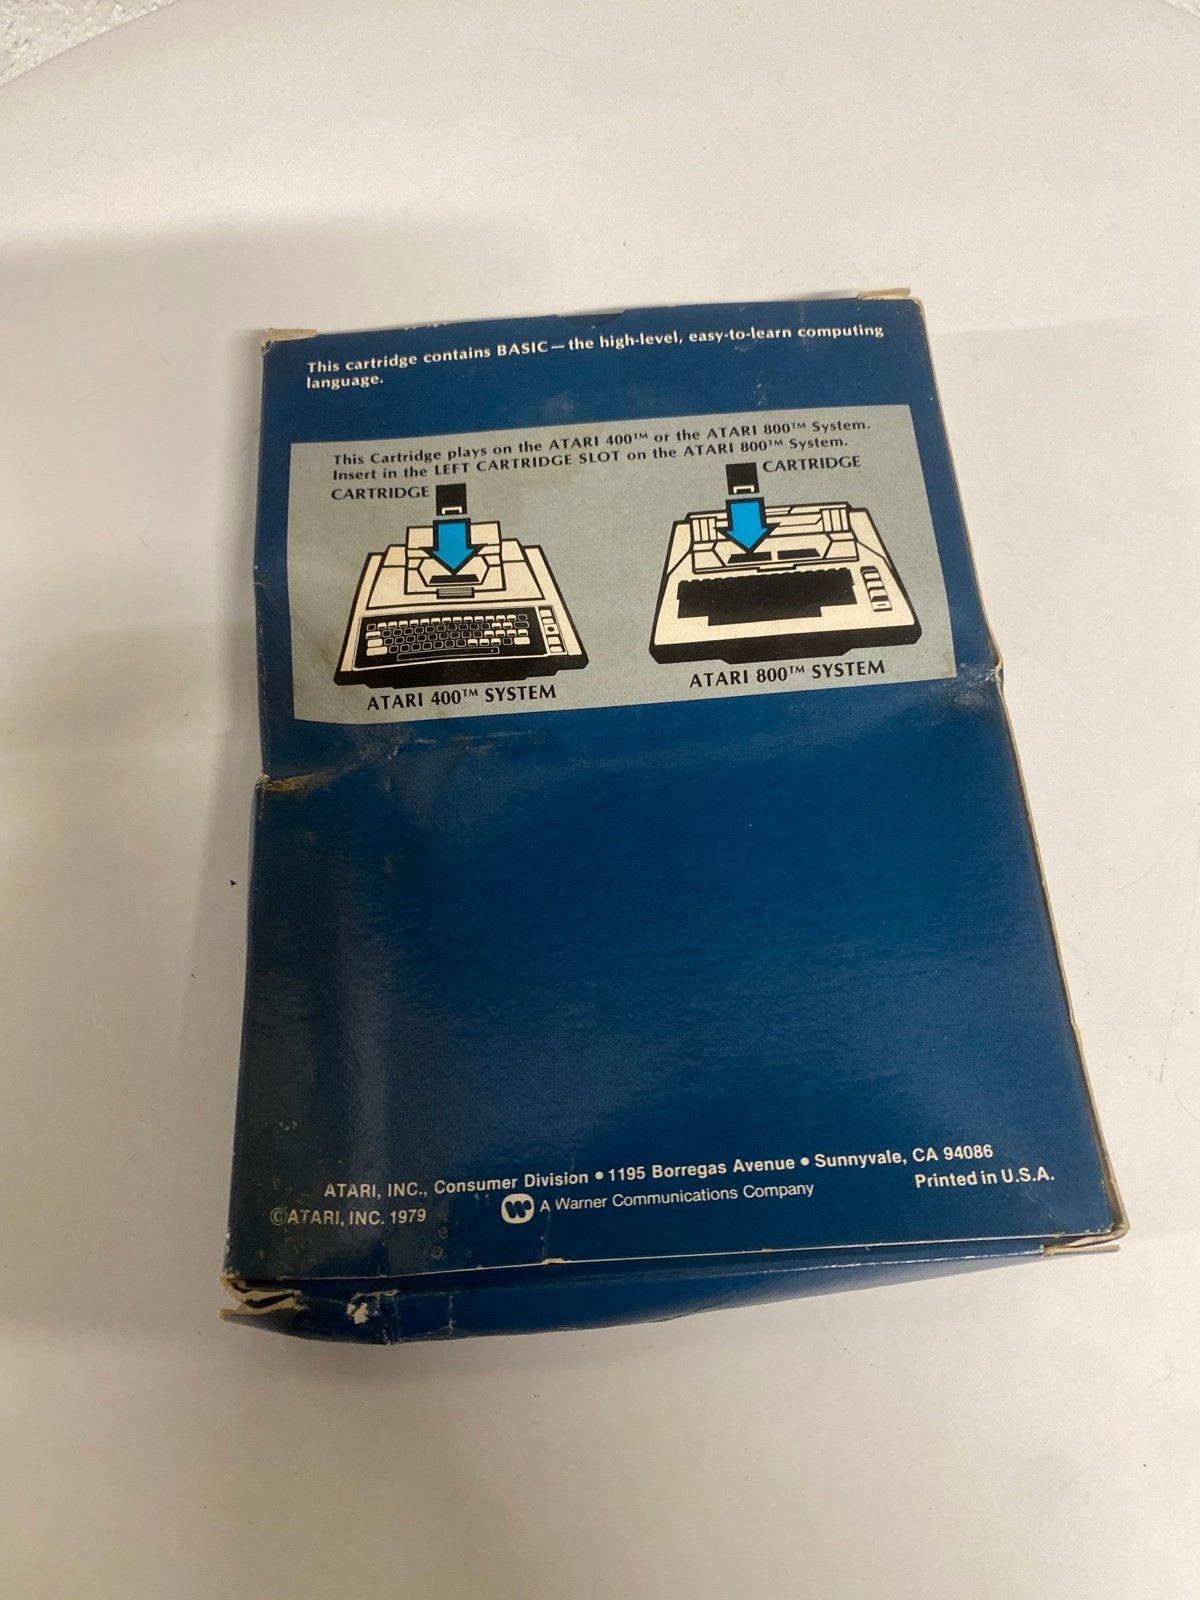 This cartridge contains BASIC—the high-level, easy-to-learn computing
language.
This Cartridge plays on the ATARI 400™ or the ATARI 800™ System.
Insert in the LEFT CARTRIDGE SLOT on the ATARI 800™ System.
CARTRIDGE
CARTRIDGE
ATARI 400™ SYSTEM
ATARI 800™ SYSTEM
ATARI, INC., Consumer Division • 1195 Borregas Avenue • Sunnyvale, CA 94086
©ATARI, INC. 1979
A Warner Communications Company
Printed in U.S.A.